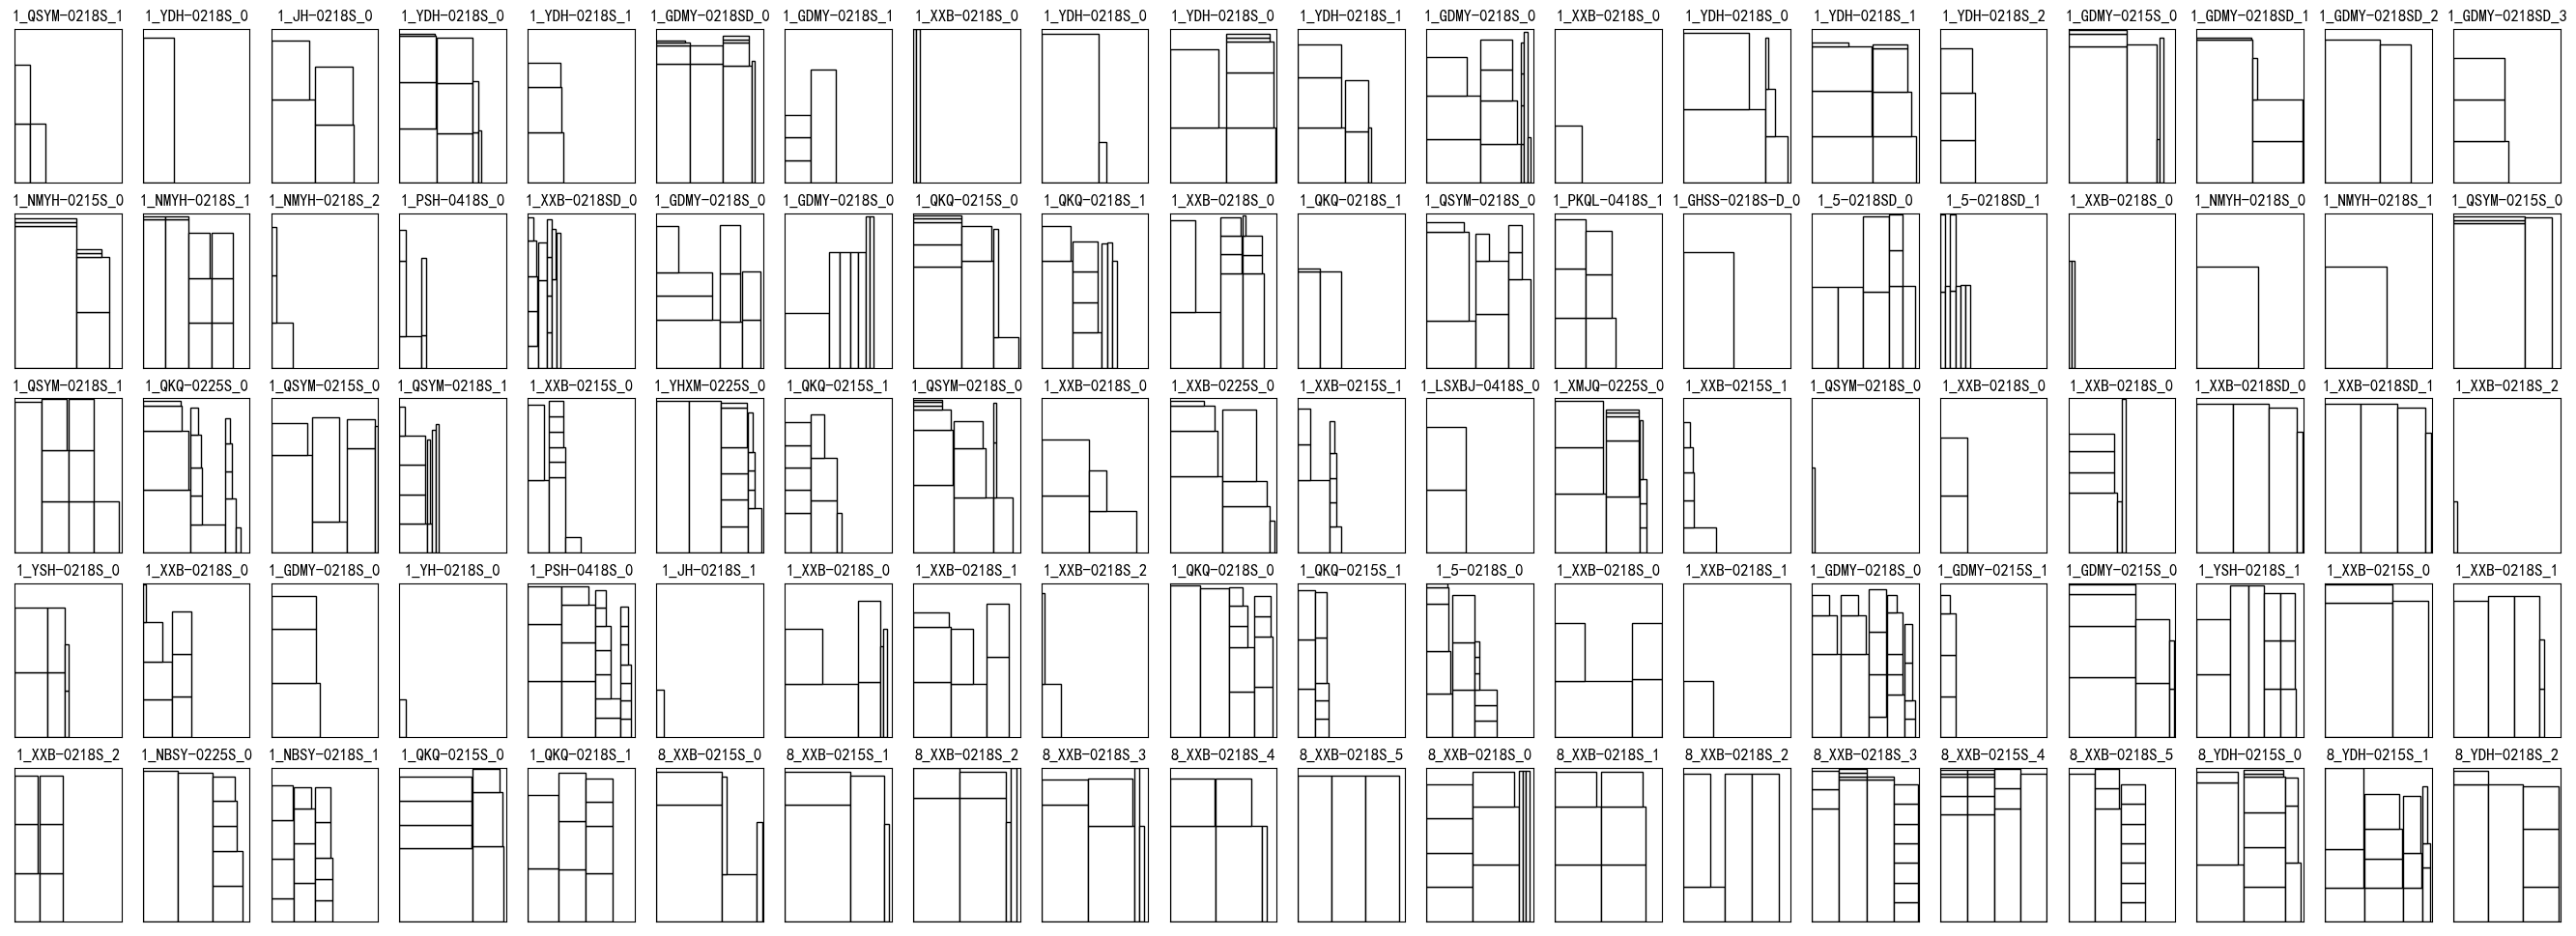 1_QSYM-0218S_1 1_YDH-0218S_0 1_JH-0218S_0 1_YDH-0218S_0 1_YDH-0218S_1 1_GDMY-0218SD_0 1_GDMY-0218S_1 1_XXB-0218S_0 1_YDH-0218S_0 1_YDH-0218S_0 1_YDH-0218S_1 1_GDMY-0218S_0 1_XXB-0218S_0 1_YDH-0218S_0 1_YDH-0218S_1 1_YDH-0218S_2 1_GDMY-0215S_0 1_GDMY-0218SD_1 1_GDMY-0218SD_2 1_GDMY-0218SD_3
1_NMYH-0215S_0 1_NMYH-0218S_1 1_NMYH-0218S_2 1_PSH-0418S_0 1_XXB-0218SD_0 1_GDMY-0218S_0 1_GDMY-0218S_0 1_QKQ-0215S_0 1_QKQ-0218S_1 1_XXB-0218S_0 1_QKQ-0218S_1 1_QSYM-0218S_0 1_PKQL-0418S_1 1_GHSS-0218S-D_0 1_5-0218SD_0 1_5-0218SD_1 1_XXB-0218S_0 1_NMYH-0218S_0 1_NMYH-0218S_1 1_QSYM-0215S_0
1_QSYM-0218S_1 1_QKQ-0225S_0 1_QSYM-0215S_0 1_QSYM-0218S_1 1_XXB-0215S_0 1_YHXM-0225S_0 1_QKQ-0215S_1 1_QSYM-0218S_0 1_XXB-0218S_0 1_XXB-0225S_0 1_XXB-0215S_1 1_LSXBJ-0418S_0 1_XMJQ-0225S_0 1_XXB-0215S_1 1_QSYM-0218S_0 1_XXB-0218S_0 1_XXB-0218S_0 1_XXB-0218SD_0 1_XXB-0218SD_1 1_XXB-0218S_2
1_YSH-0218S_0 1_XXB-0218S_0 1_GDMY-0218S_0 1_YH-0218S_0 1_PSH-0418S_0 1_JH-0218S_1 1_XXB-0218S_0 1_XXB-0218S_1 1_XXB-0218S_2 1_QKQ-0218S_0 1_QKQ-0215S_1 1_5-0218S_0 1_XXB-0218S_0 1_XXB-0218S_1 1_GDMY-0218S_0 1_GDMY-0215S_1 1_GDMY-0215S_0 1_YSH-0218S_1 1_XXB-0215S_0 1_XXB-0218S_1
1_XXB-0218S_2 1_NBSY-0225S_0 1_NBSY-0218S_1 1_QKQ-0215S_0 1_QKQ-0218S_1 8_XXB-0215S_0 8_XXB-0215S_1 8_XXB-0218S_2 8_XXB-0218S_3 8_XXB-0218S_4 8_XXB-0218S_5 8_XXB-0218S_0 8_XXB-0218S_1 8_XXB-0218S_2 8_XXB-0218S_3 8_XXB-0215S_4 8_XXB-0218S_5 8_YDH-0215S_0 8_YDH-0215S_1 8_YDH-0218S_2